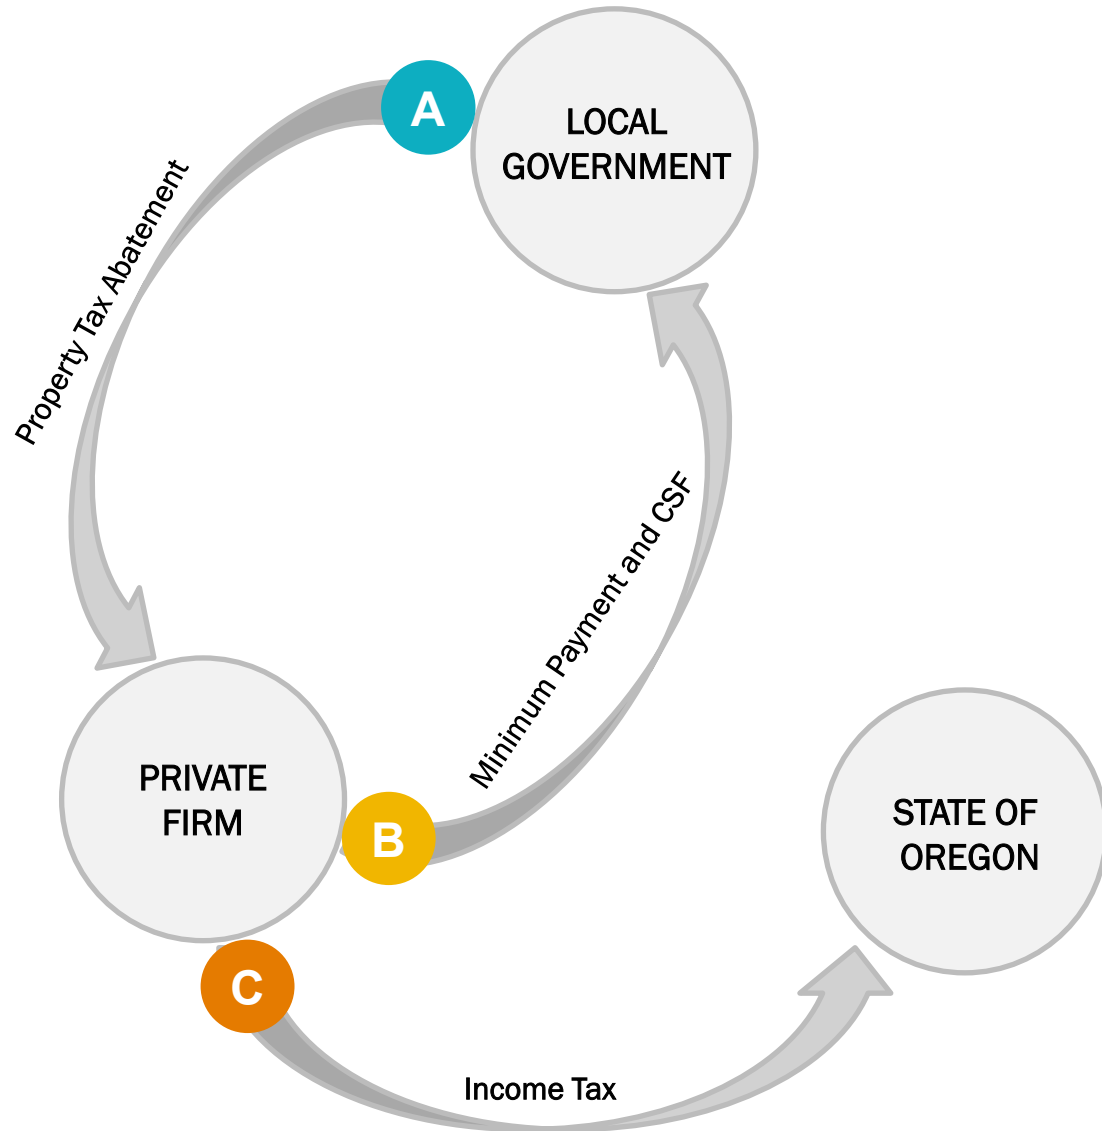 A
LOCAL
GOVERNMENT
Property Tax Abatement
Minimum Payment and CSF
PRIVATE
FIRM
B
STATE OF
OREGON
C
Income Tax